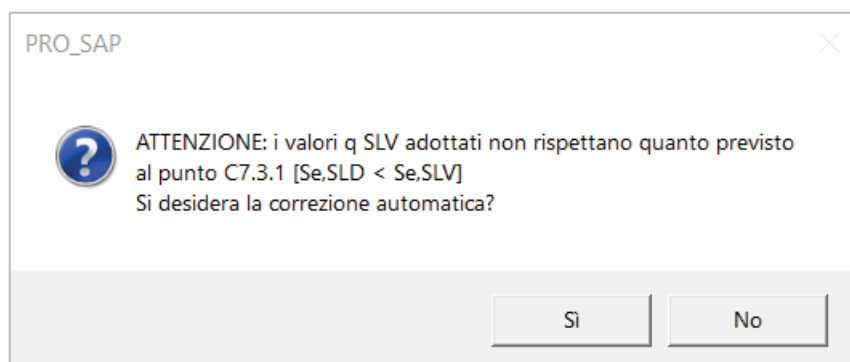 PRO_SAP
ATTENZIONE: i valori q SLV adottati non rispettano quanto previsto
al punto C7.3.1 [Se,SLD < Se,SLV]
Si desidera la correzione automatica?
Sì
No